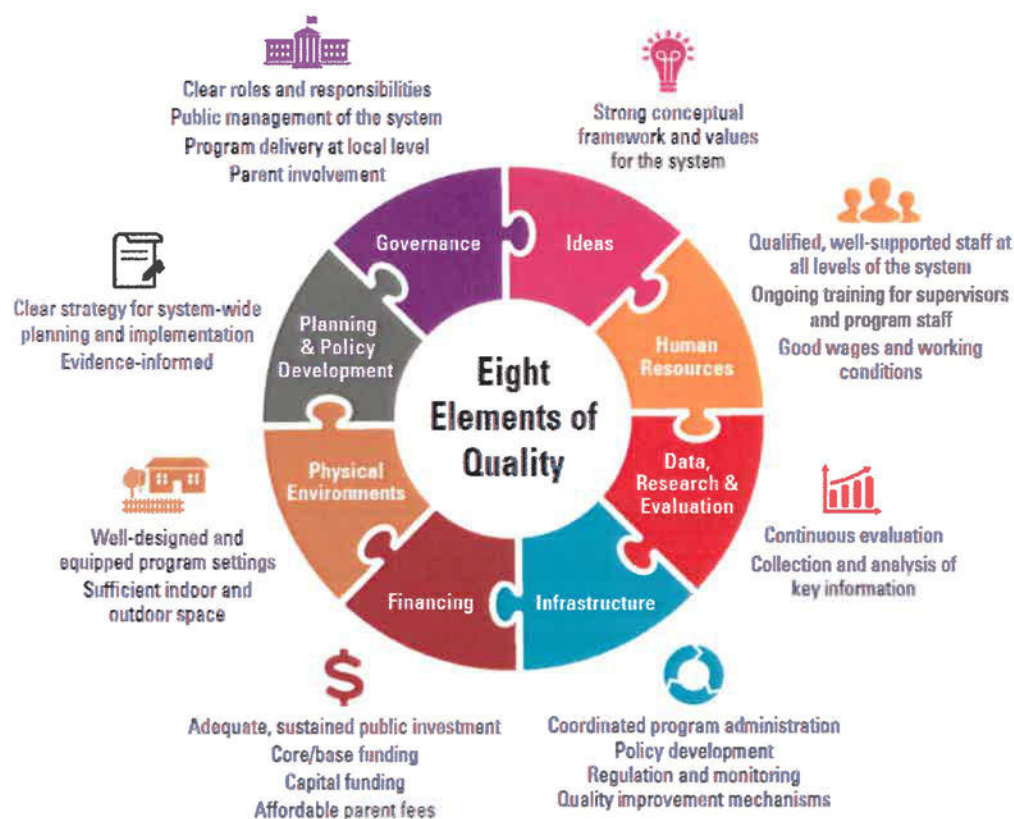 Clear roles and responsibilities
Public management of the system
Program delivery at local level
Parent involvement
Strong conceptual
framework and values
for the system
Governance
Ideas
Qualified, well-supported staff at
all levels of the system
Ongoing training for supervisors
and program staff
Good wages and working
conditions
Clear strategy for system-wide
planning and implementation
Evidence-informed
Planning
& Policy
Development
Human
Resources
Eight
Elements of
Quality
Physical
Environments
Data,
Research &
Evaluation
Well-designed and
equipped program settings
Sufficient indoor and
outdoor space
Continuous evaluation
Collection and analysis of
key information
Financing
Infrastructure
$
Adequate, sustained public investment
Core/base funding
Capital funding
Affordable parent fees
Coordinated program administration
Policy development
Regulation and monitoring
Quality improvement mechanisms